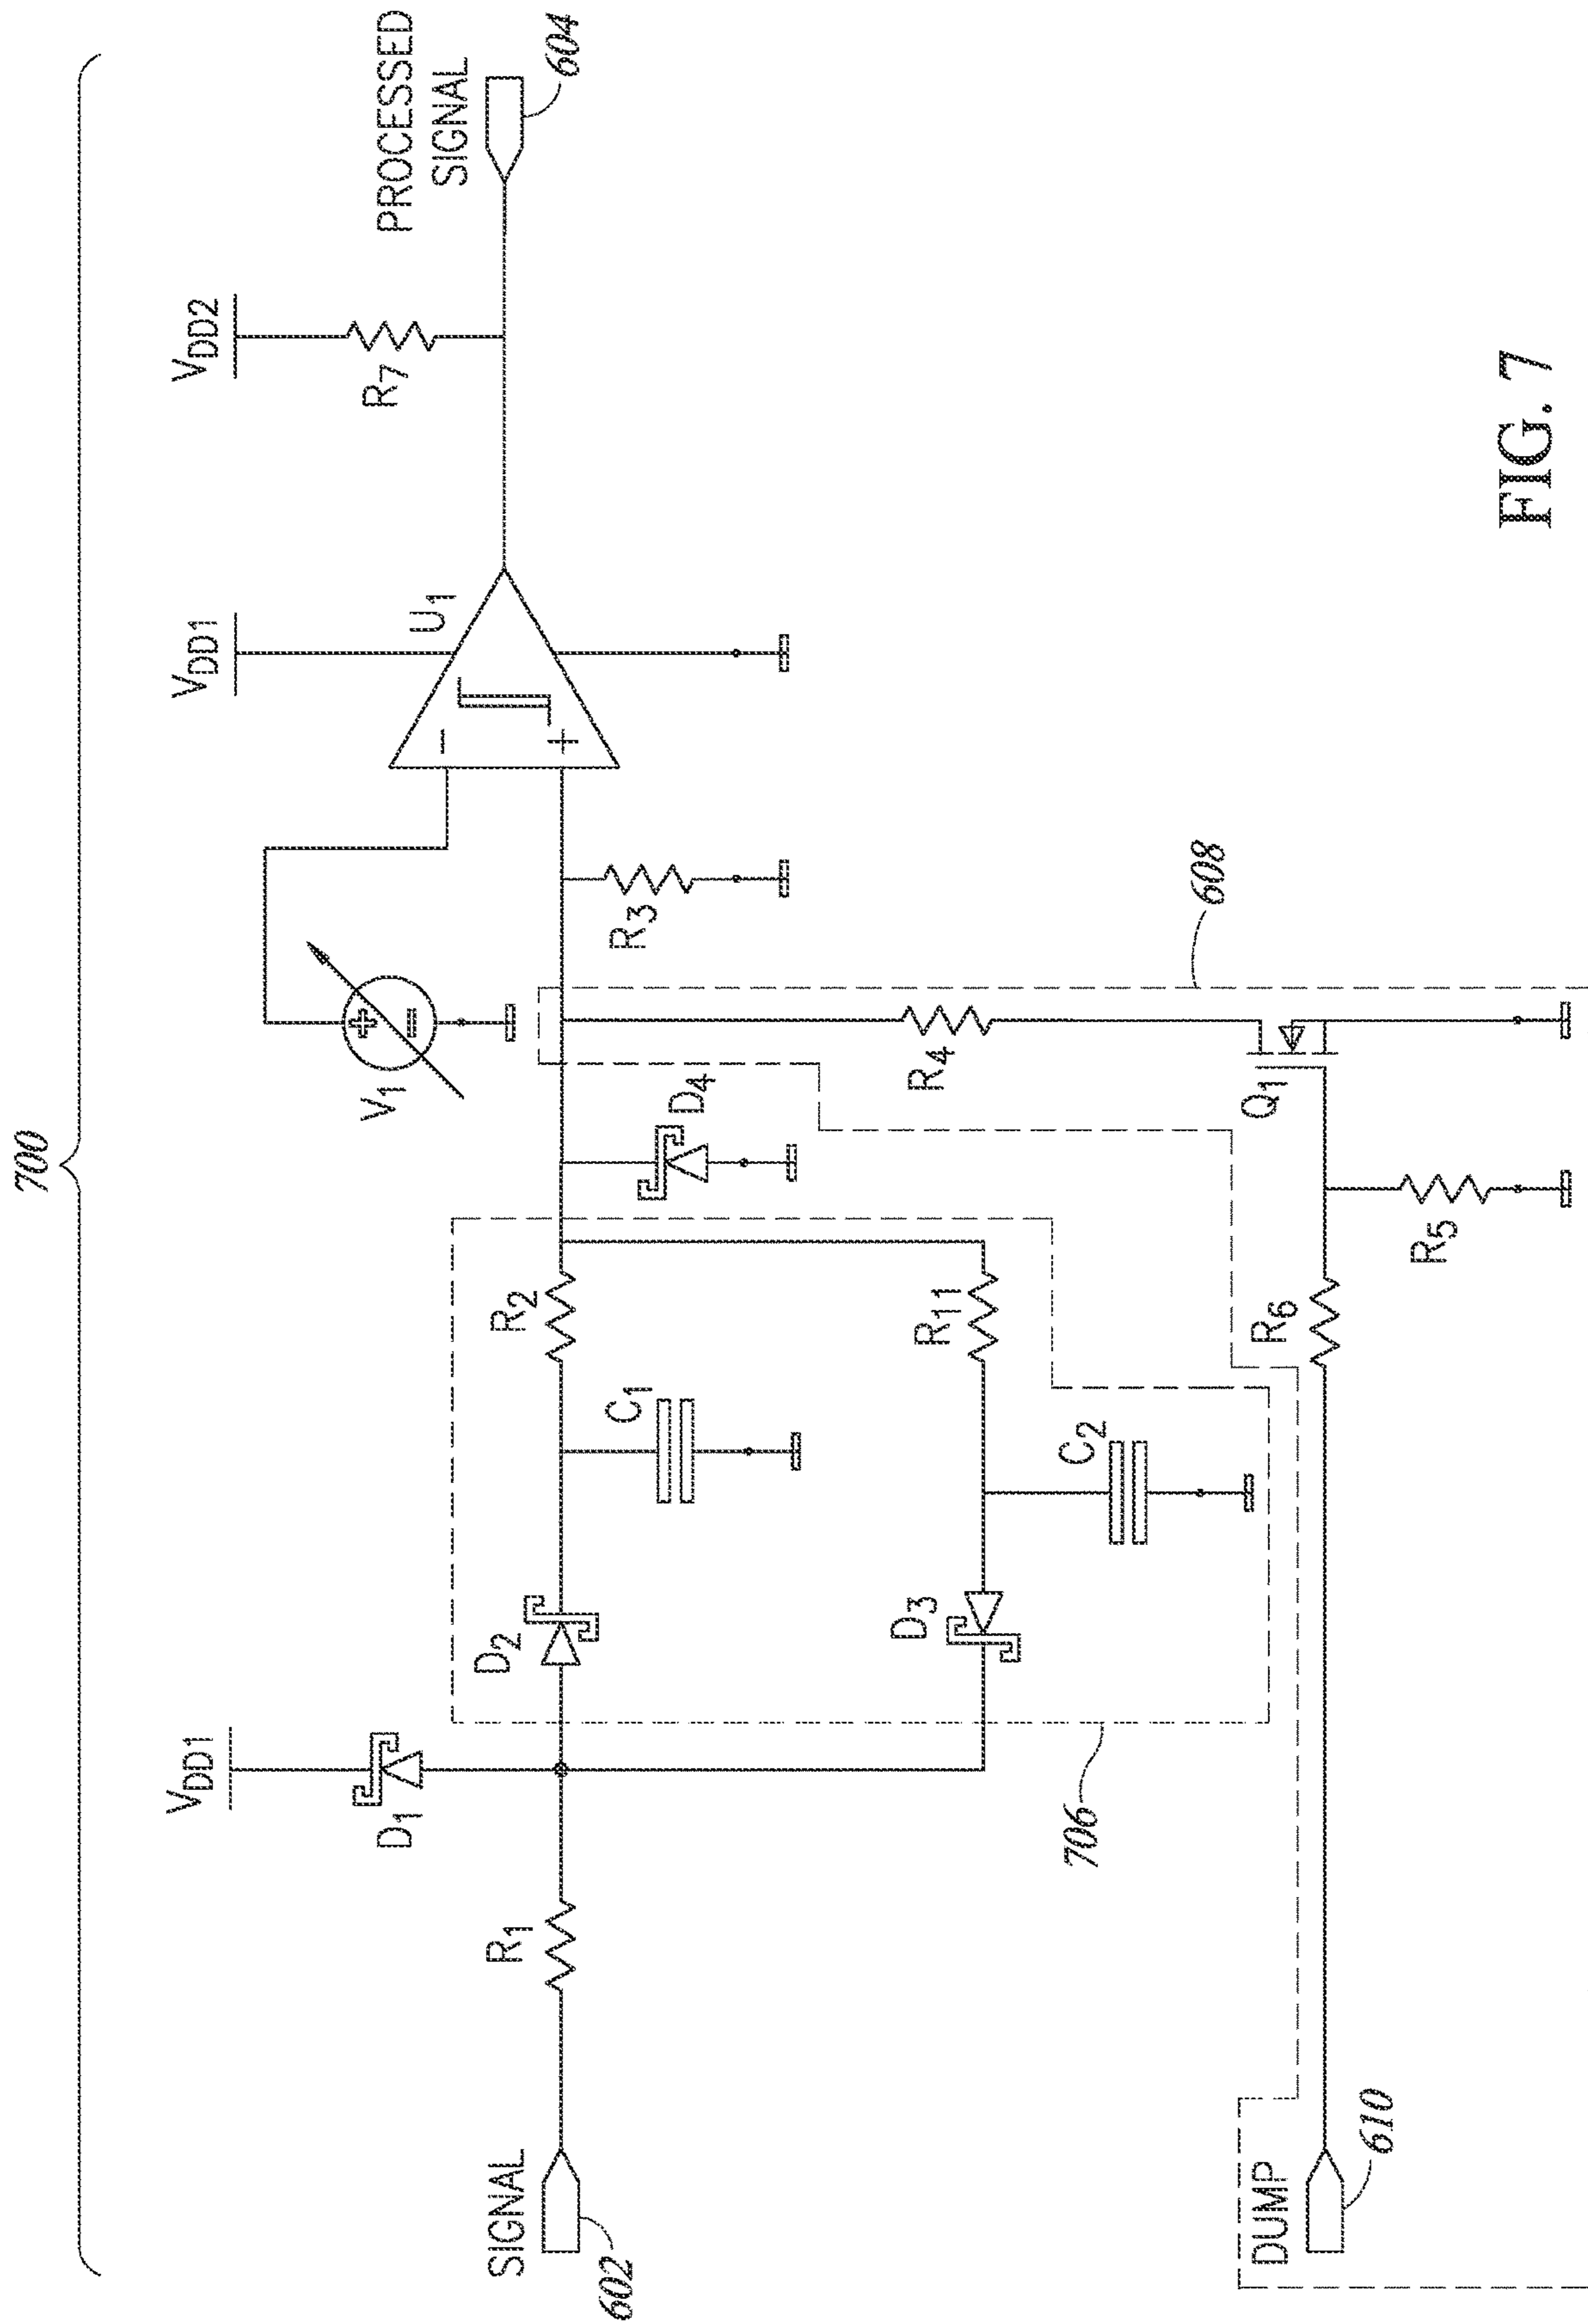 700
V1
VDD1
U1
VDD2
R7
PROCESSED
SIGNAL
604
VDD1
D1
D2
C1
R2
D4
R3
-
+
SIGNAL
602
R1
706
D3
C2
R11
R4
608
DUMP
610
R6
R5
Q1
FIG. 7